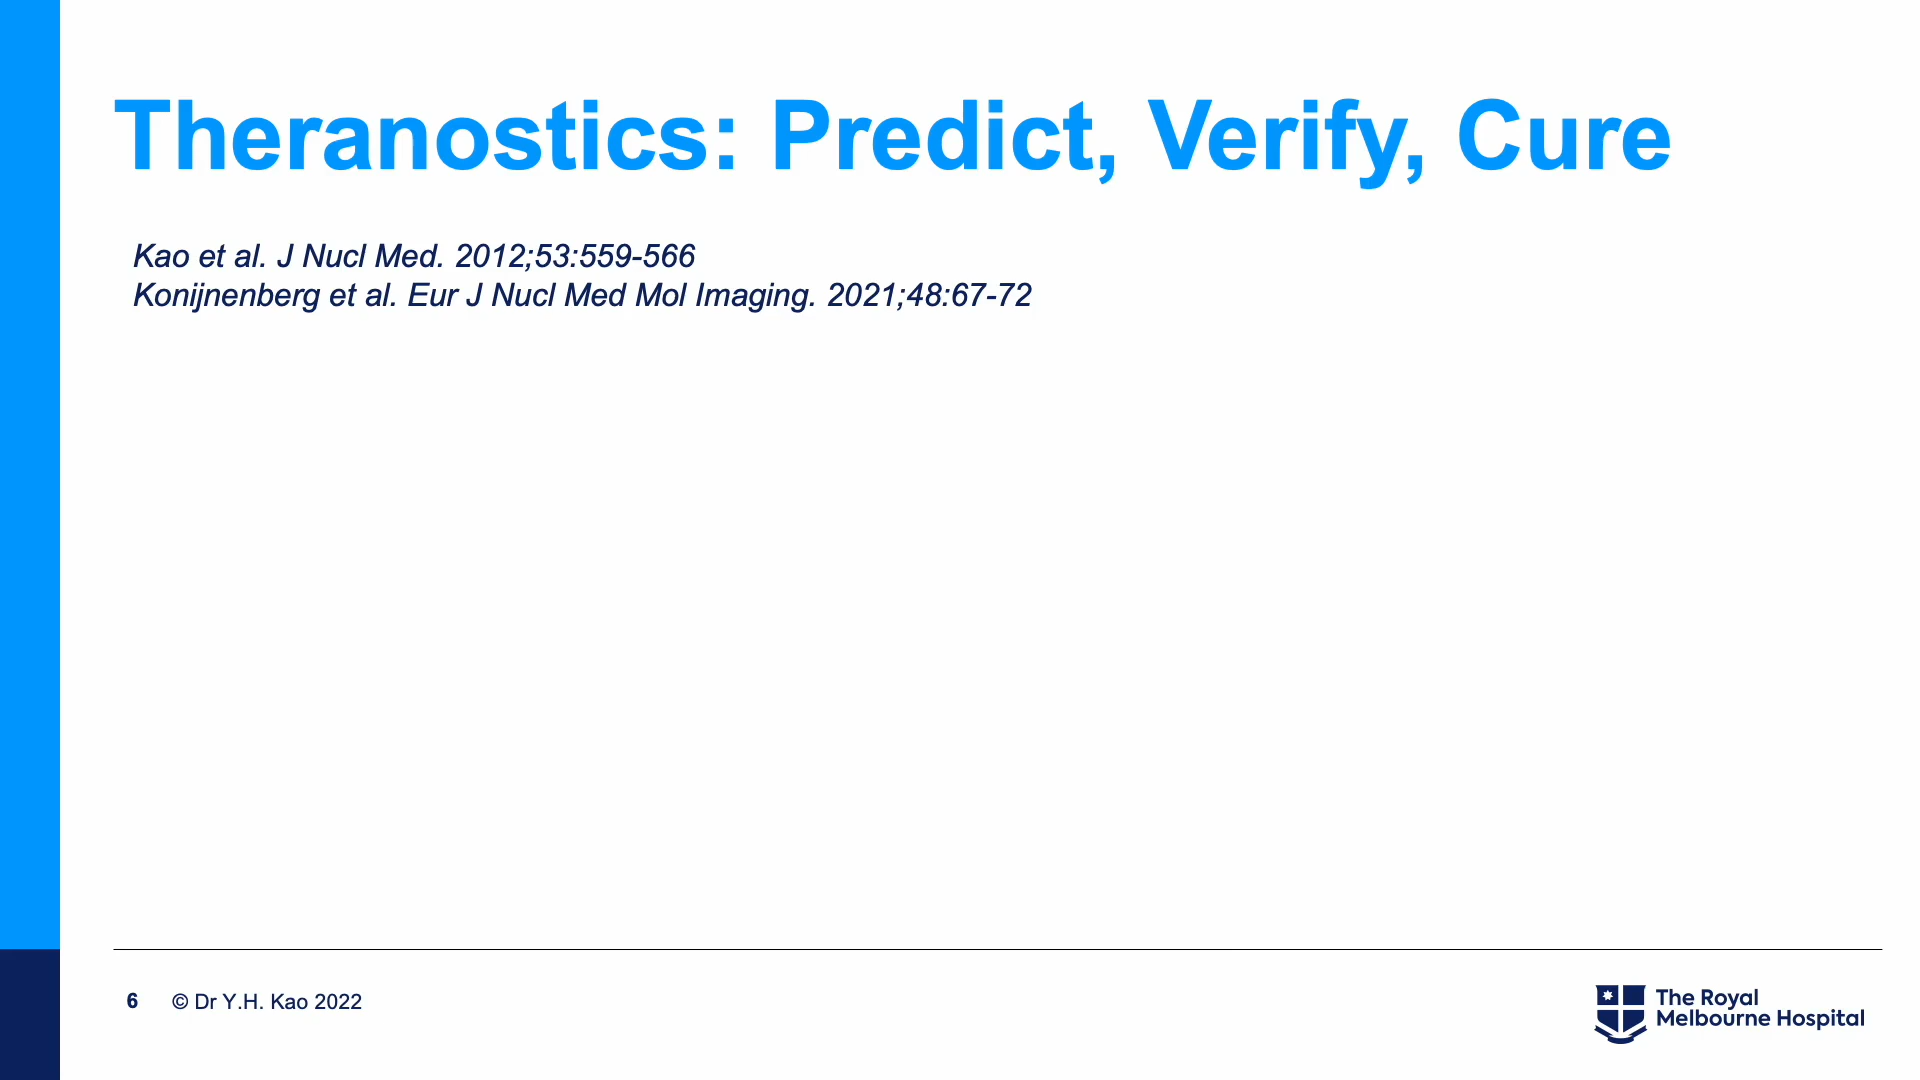 Theranostics: Predict, Verify, Cure
Kao et al. J Nucl Med. 2012;53:559-566
Konijnenberg et al. Eur J Nucl Med Mol Imaging. 2021;48:67-72
6 © Dr Y.H. Kao 2022
The Royal
Melbourne Hospital